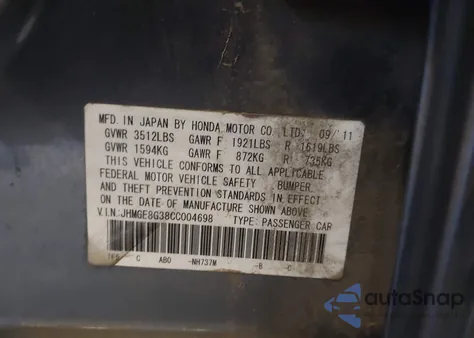 MFD. IN JAPAN BY HONDA MOTOR CO. LTD. 09/11
GVWR 3512LBS GAWR F 1921LBS R 1619LBS
GVWR 1594KG GAWR F 872KG R 735KG
THIS VEHICLE CONFORMS TO ALL APPLICABLE
FEDERAL MOTOR VEHICLE SAFETY BUMPER,
AND THEFT PREVENTION STANDARDS IN EFFECT
ON THE DATE OF MANUFACTURE SHOWN ABOVE.
V.I.N:JHMGE8G38CC004698 TYPE: PASSENGER CAR
C AB0 -NH737M -B -C
autoSnap